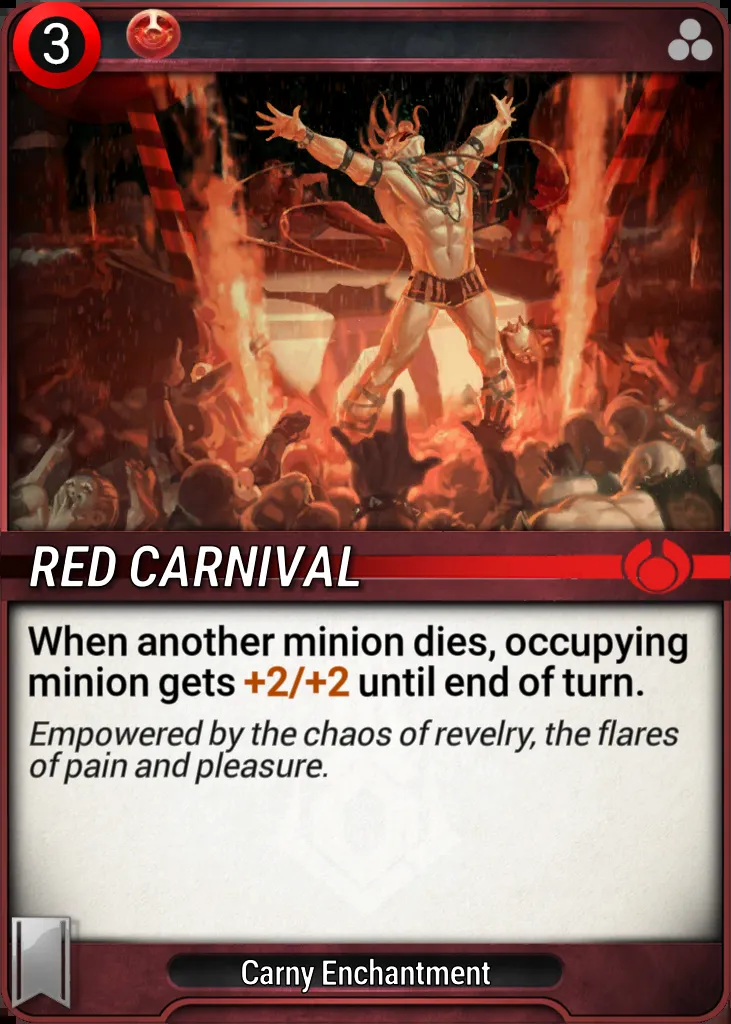 3
RED CARNIVAL
When another minion dies, occupying
minion gets +2/+2 until end of turn.
Empowered by the chaos of revelry, the flares
of pain and pleasure.
Carny Enchantment